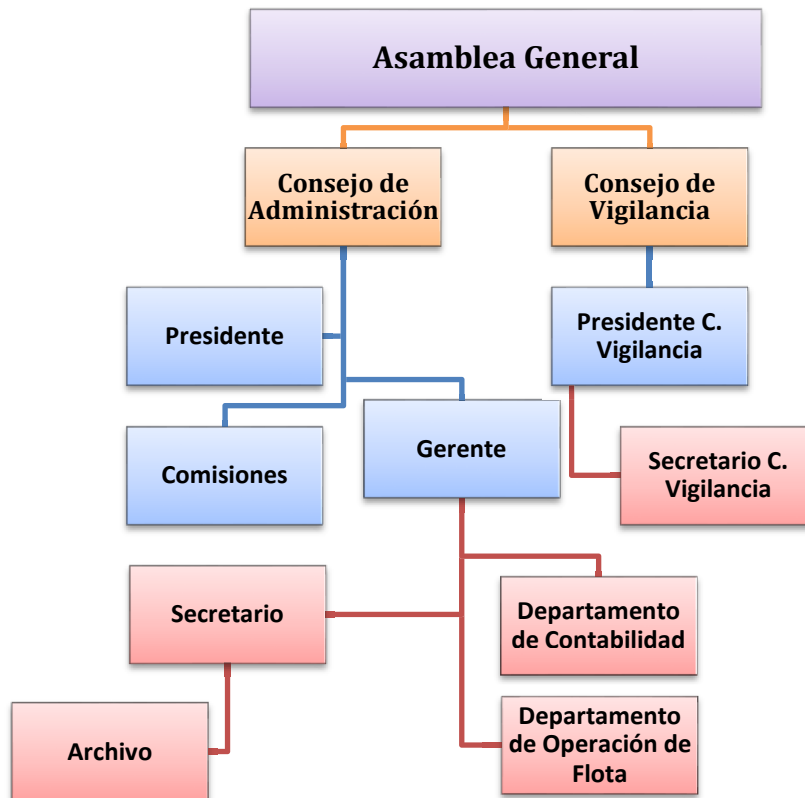 Asamblea General
Consejo de
Administración
Consejo de
Vigilancia
Presidente
Presidente C.
Vigilancia
Comisiones
Gerente
Secretario C.
Vigilancia
Secretario
Departamento
de Contabilidad
Archivo
Departamento
de Operación de
Flota